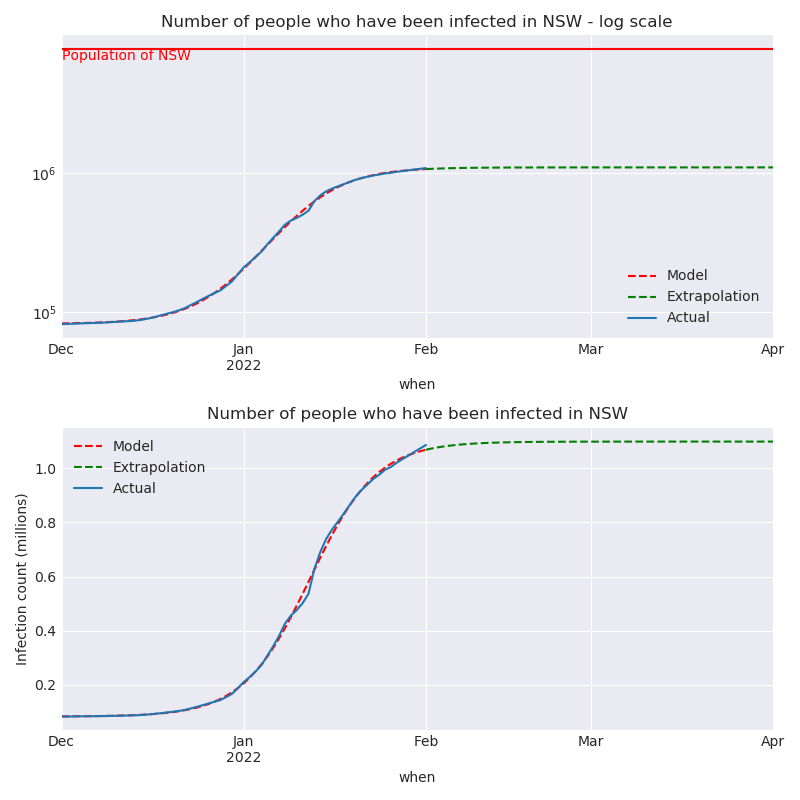 Number of people who have been infected in NSW - log scale
Population of NSW
10^6
10^5
Model
Extrapolation
Actual
Dec Jan Feb Mar Apr
2022
when
Number of people who have been infected in NSW
Model
Extrapolation
Actual
Infection count (millions)
1.0
0.8
0.6
0.4
0.2
Dec Jan Feb Mar Apr
2022
when